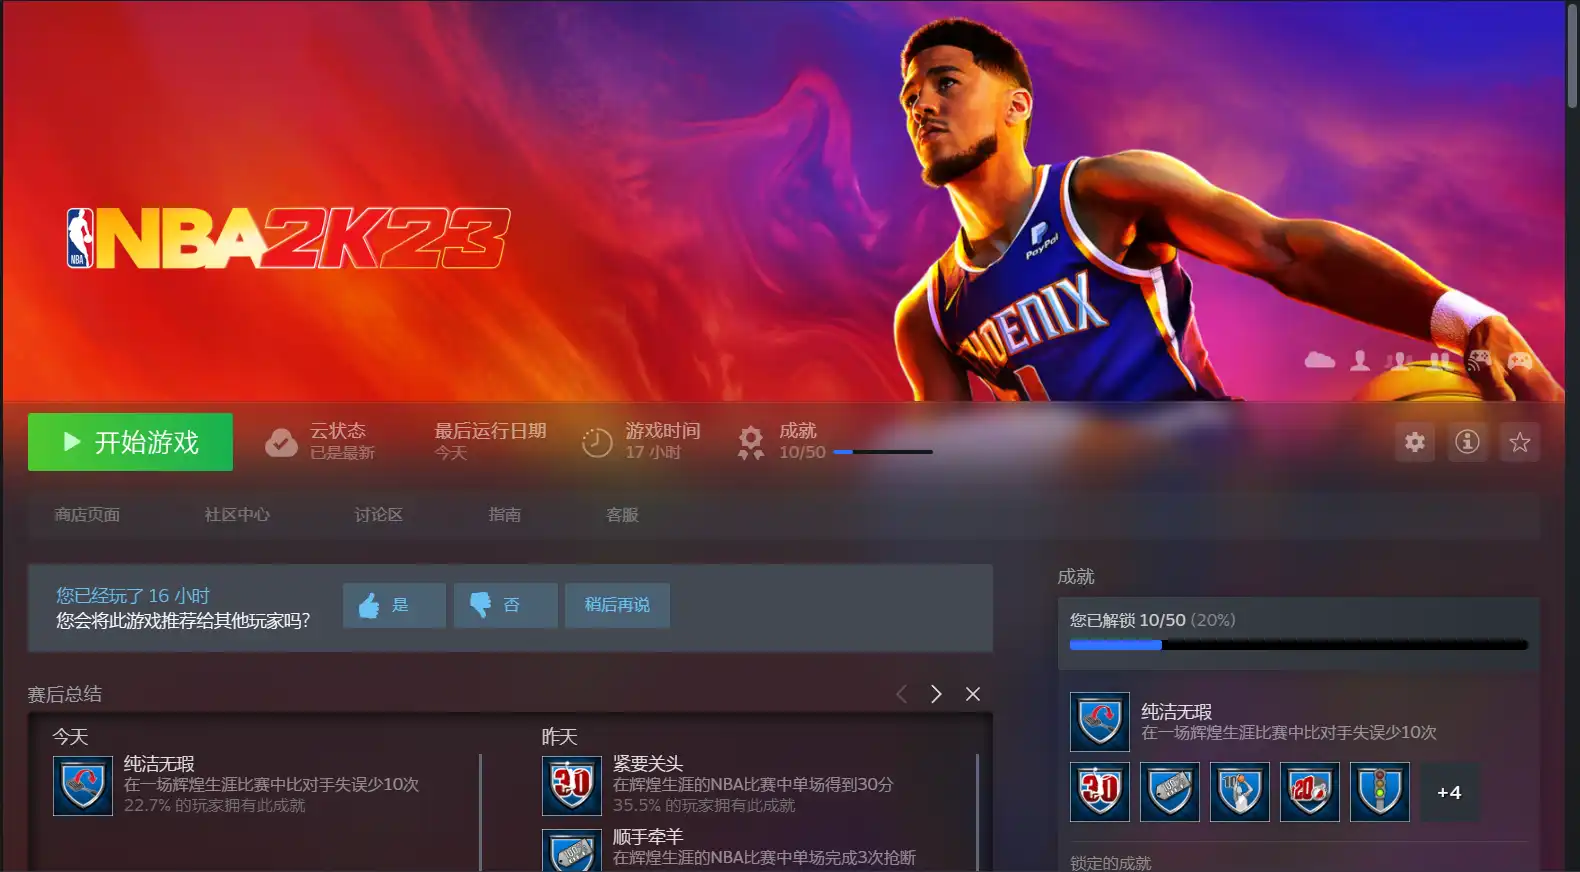 NBA
NBA2K23
PayPal
PHOENIX
1
开始游戏
云状态
已是最新
最后运行日期
今天
游戏时间
17 小时
成就
10/50
商店页面
社区中心
讨论区
指南
客服
您已经玩了 16 小时
您会将此游戏推荐给其他玩家吗?
是
否
稍后再说
赛后总结
今天
纯洁无瑕
在一场辉煌生涯比赛中比对手失误少10次
22.7% 的玩家拥有此成就
昨天
30
紧要关头
在辉煌生涯的NBA比赛中单场得到30分
35.5% 的玩家拥有此成就
顺手牵羊
在辉煌生涯的NBA比赛中单场完成3次抢断
成就
您已解锁 10/50 (20%)
纯洁无瑕
在一场辉煌生涯比赛中比对手失误少10次
30
100
10
20
+4
锁定的成就